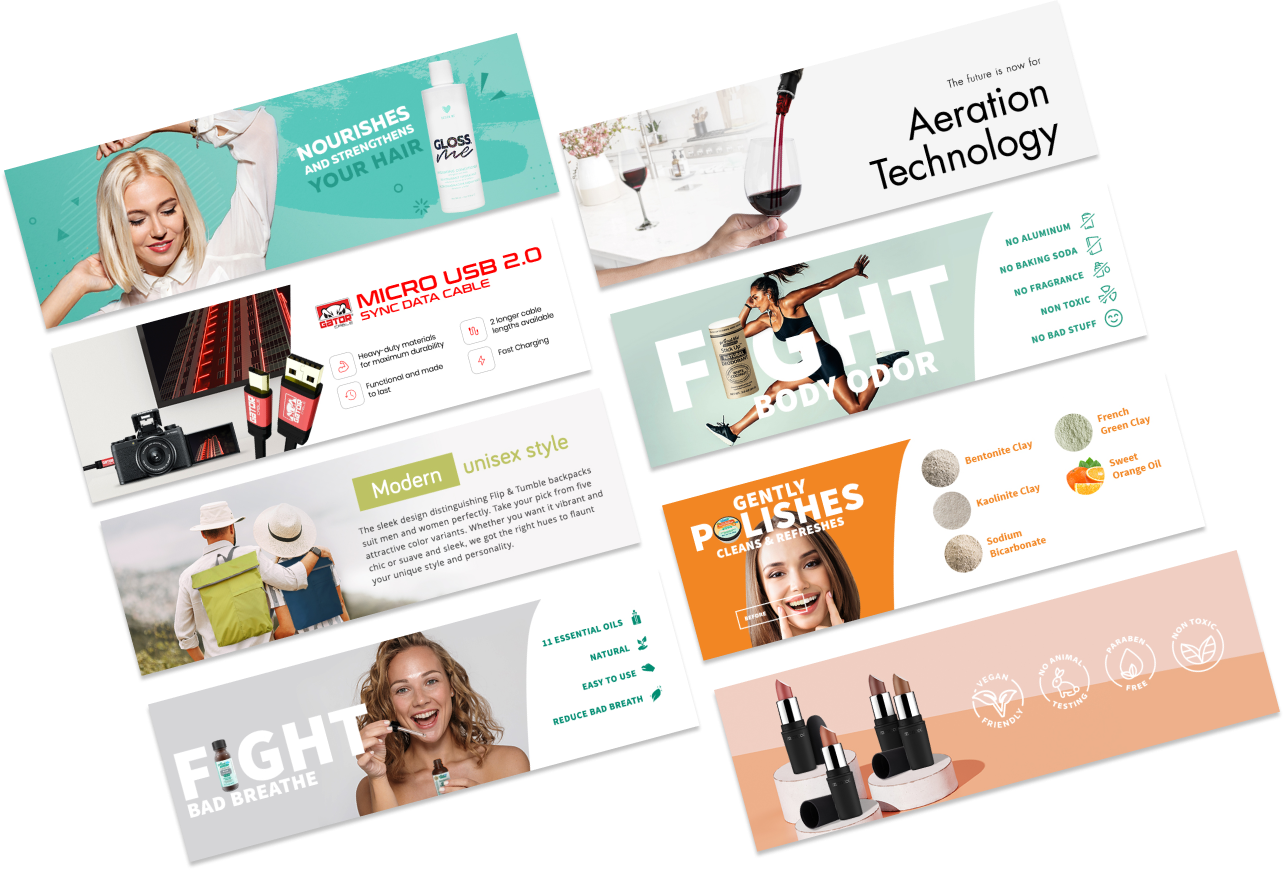 NOURISHES
AND STRENGTHENS
YOUR HAIR
GLOSS
me
GATOR
CABLE
MICRO USB 2.0
SYNC DATA CABLE
Heavy-duty materials
for maximum durability
2 longer cable
lengths available
Functional and made
to last
Fast Charging
GATOR
GATOR
Modern unisex style
The sleek design distinguishing Flip & Tumble backpacks
suit men and women perfectly. Take your pick from five
attractive color variants. Whether you want it vibrant and
chic or suave and sleek, we got the right hues to flaunt
your unique style and personality.
FIGHT
BAD BREATHE
11 ESSENTIAL OILS
NATURAL
EASY TO USE
REDUCE BAD BREATH
The future is now for
Aeration
Technology
FIGHT
BODY ODOR
Stick Up
NATURAL
Deodorant
NO ALUMINUM
NO BAKING SODA
NO FRAGRANCE
NON TOXIC
NO BAD STUFF
GENTLY
POLISHES
CLEANS & REFRESHES
BEFORE
Bentonite Clay
Kaolinite Clay
Sodium
Bicarbonate
French
Green Clay
Sweet
Orange Oil
VEGAN
FRIENDLY
NO ANIMAL
TESTING
PARABEN
FREE
NON TOXIC